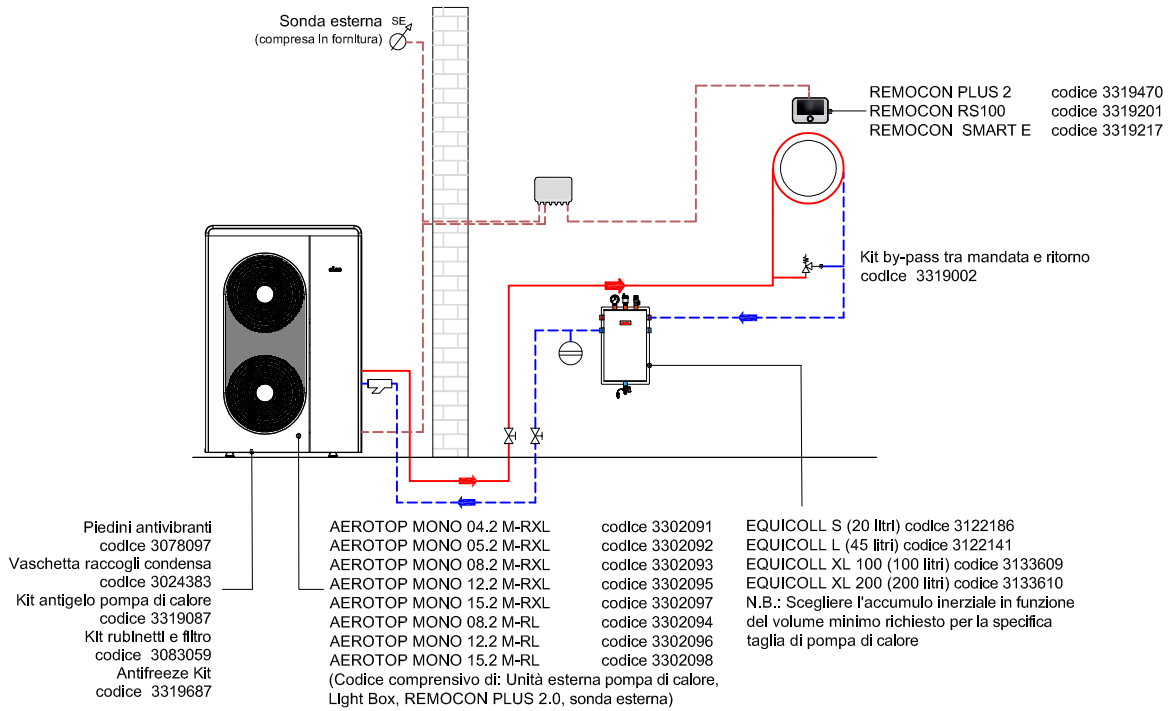 Sonda esterna
SE
(compresa in fornitura)
REMOCON PLUS 2 codice 3319470
REMOCON RS100 codice 3319201
REMOCON SMART E codice 3319217
Kit by-pass tra mandata e ritorno
codice 3319002
Piedini antivibranti
codice 3078097
Vaschetta raccogli condensa
codice 3024383
Kit antigelo pompa di calore
codice 3319087
Kit rubinetti e filtro
codice 3083059
Antifreeze Kit
codice 3319687
AEROTOP MONO 04.2 M-RXL codice 3302091
AEROTOP MONO 05.2 M-RXL codice 3302092
AEROTOP MONO 08.2 M-RXL codice 3302093
AEROTOP MONO 12.2 M-RXL codice 3302095
AEROTOP MONO 15.2 M-RXL codice 3302097
AEROTOP MONO 08.2 M-RL codice 3302094
AEROTOP MONO 12.2 M-RL codice 3302096
AEROTOP MONO 15.2 M-RL codice 3302098
(Codice comprensivo di: Unità esterna pompa di calore,
Light Box, REMOCON PLUS 2.0, sonda esterna)
EQUICOLL S (20 litri) codice 3122186
EQUICOLL L (45 litri) codice 3122141
EQUICOLL XL 100 (100 litri) codice 3133609
EQUICOLL XL 200 (200 litri) codice 3133610
N.B.: Scegliere l'accumulo inerziale in funzione
del volume minimo richiesto per la specifica
taglia di pompa di calore